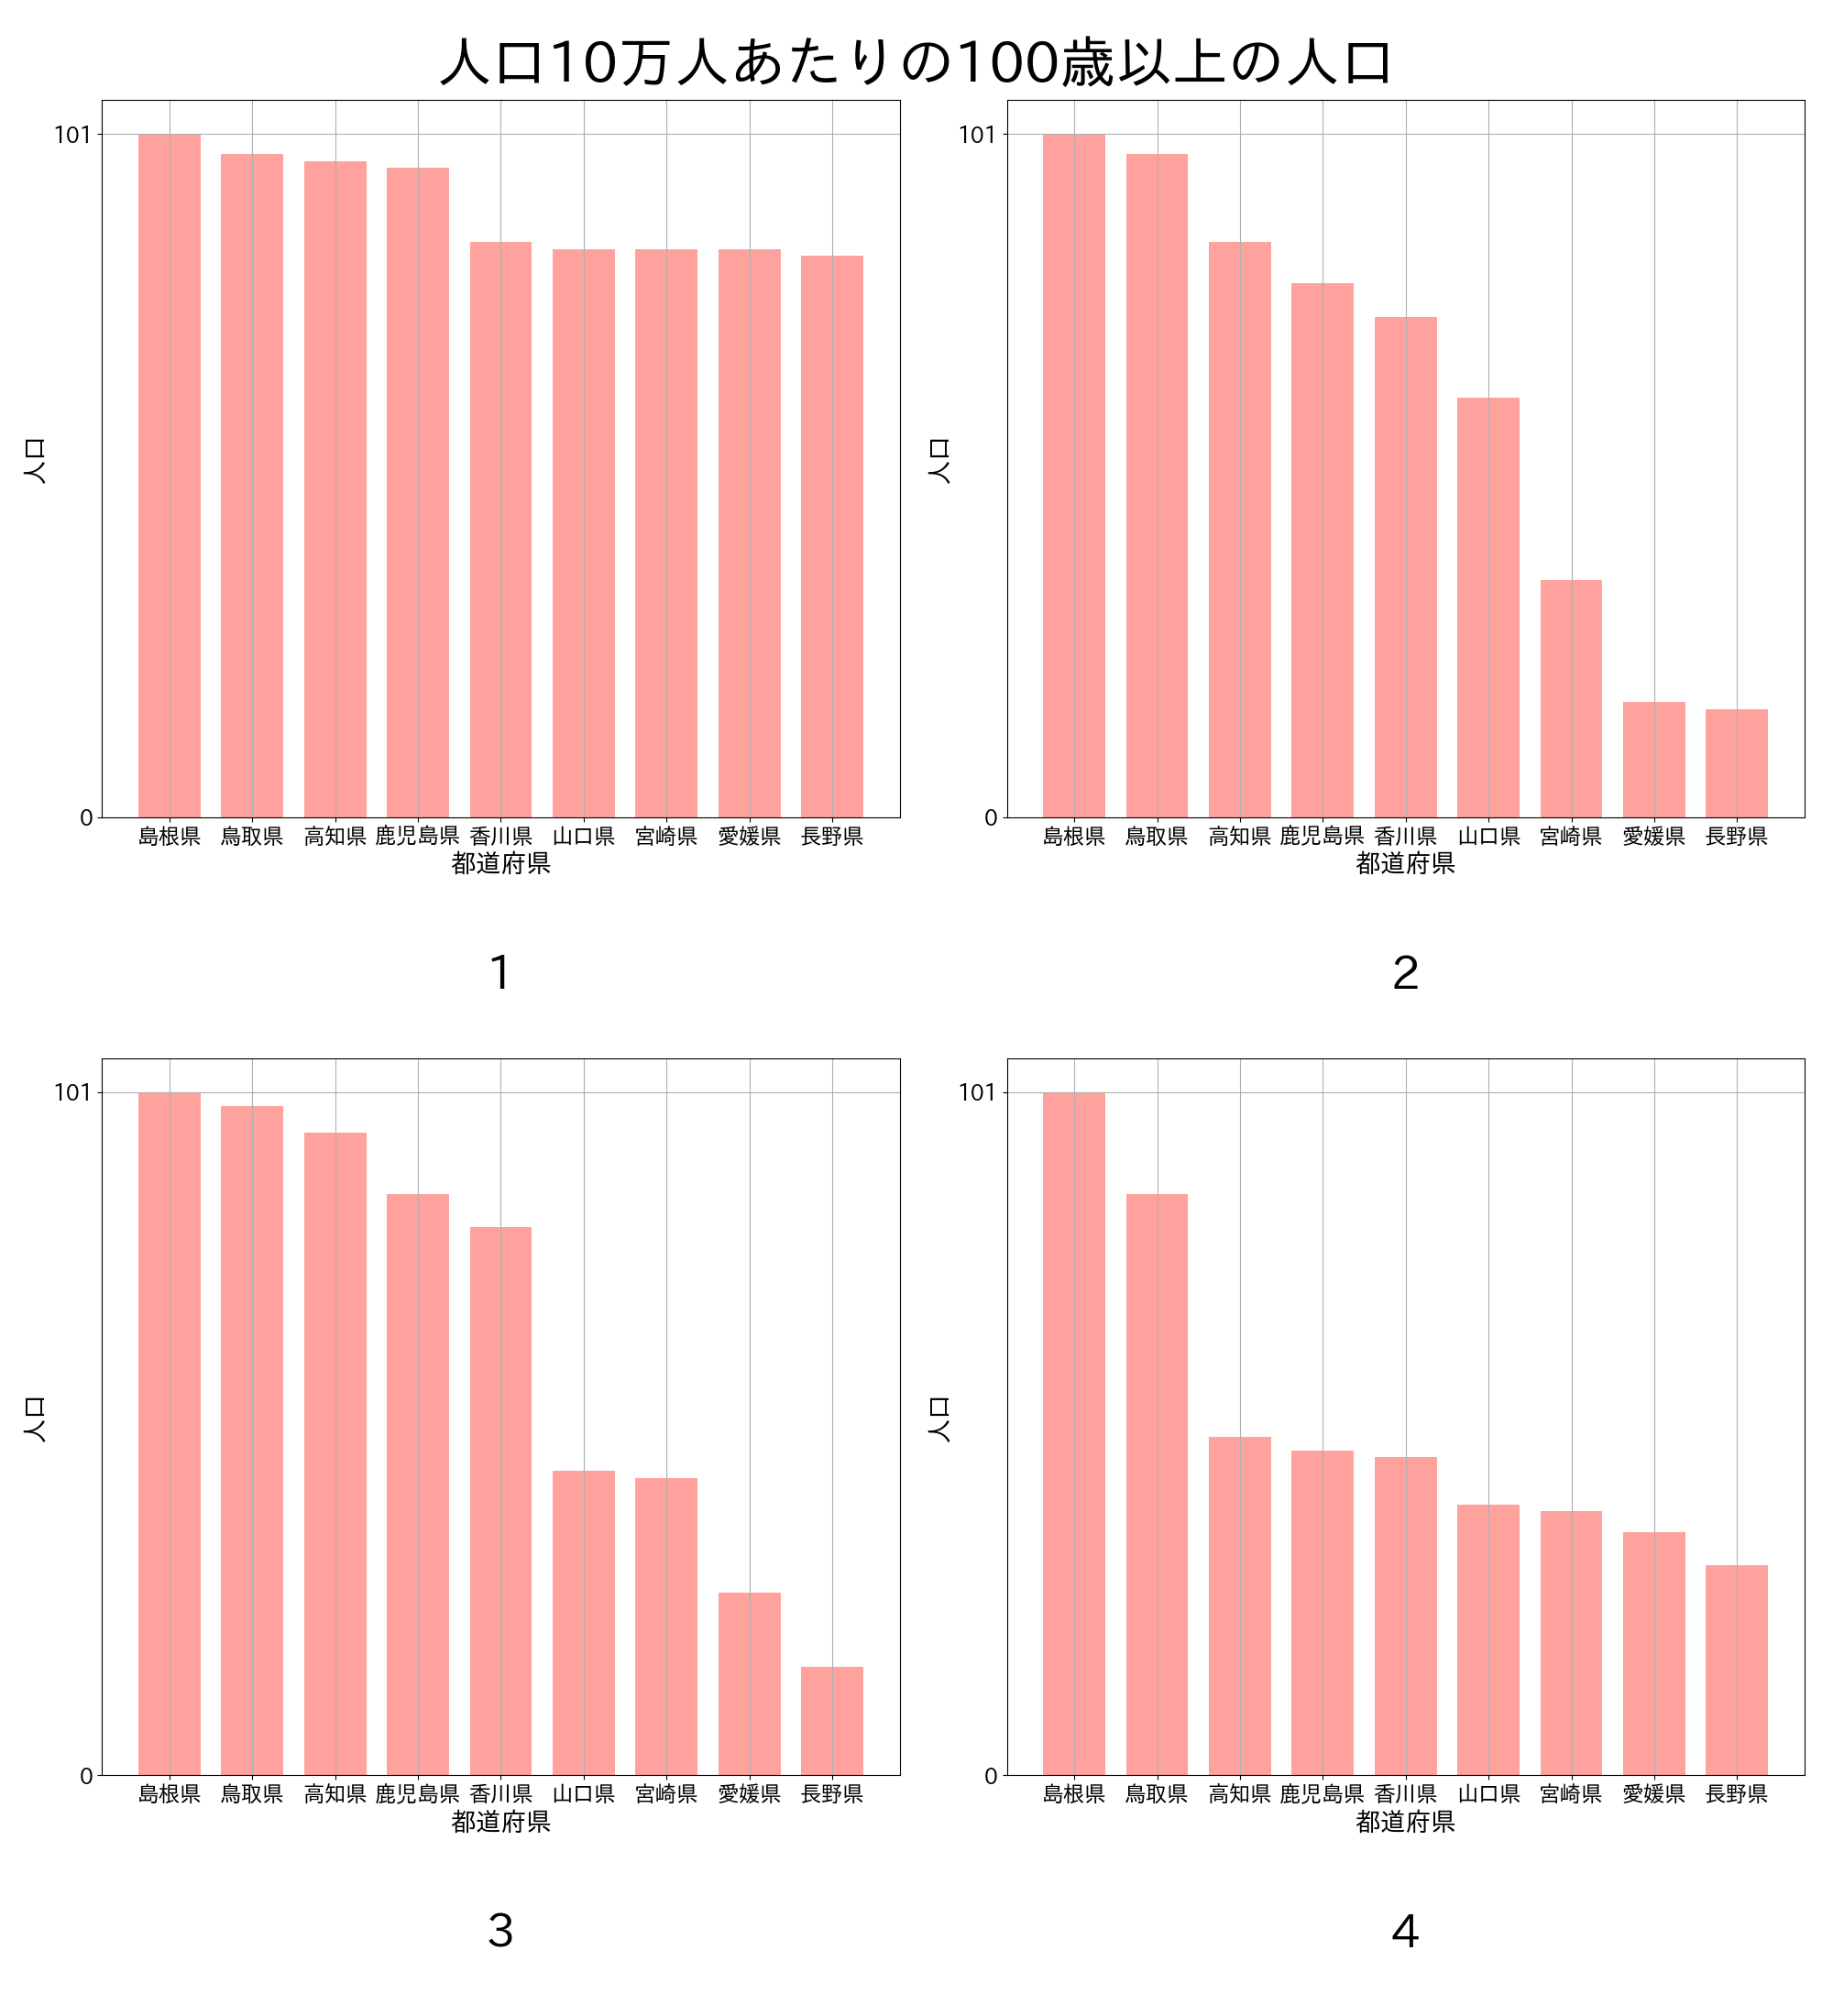 人口10万人あたりの100歳以上の人口
101
0
人口
島根県 鳥取県 高知県 鹿児島県 香川県 山口県 宮崎県 愛媛県 長野県
都道府県
1
101
0
人口
島根県 鳥取県 高知県 鹿児島県 香川県 山口県 宮崎県 愛媛県 長野県
都道府県
2
101
0
人口
島根県 鳥取県 高知県 鹿児島県 香川県 山口県 宮崎県 愛媛県 長野県
都道府県
3
101
0
人口
島根県 鳥取県 高知県 鹿児島県 香川県 山口県 宮崎県 愛媛県 長野県
都道府県
4